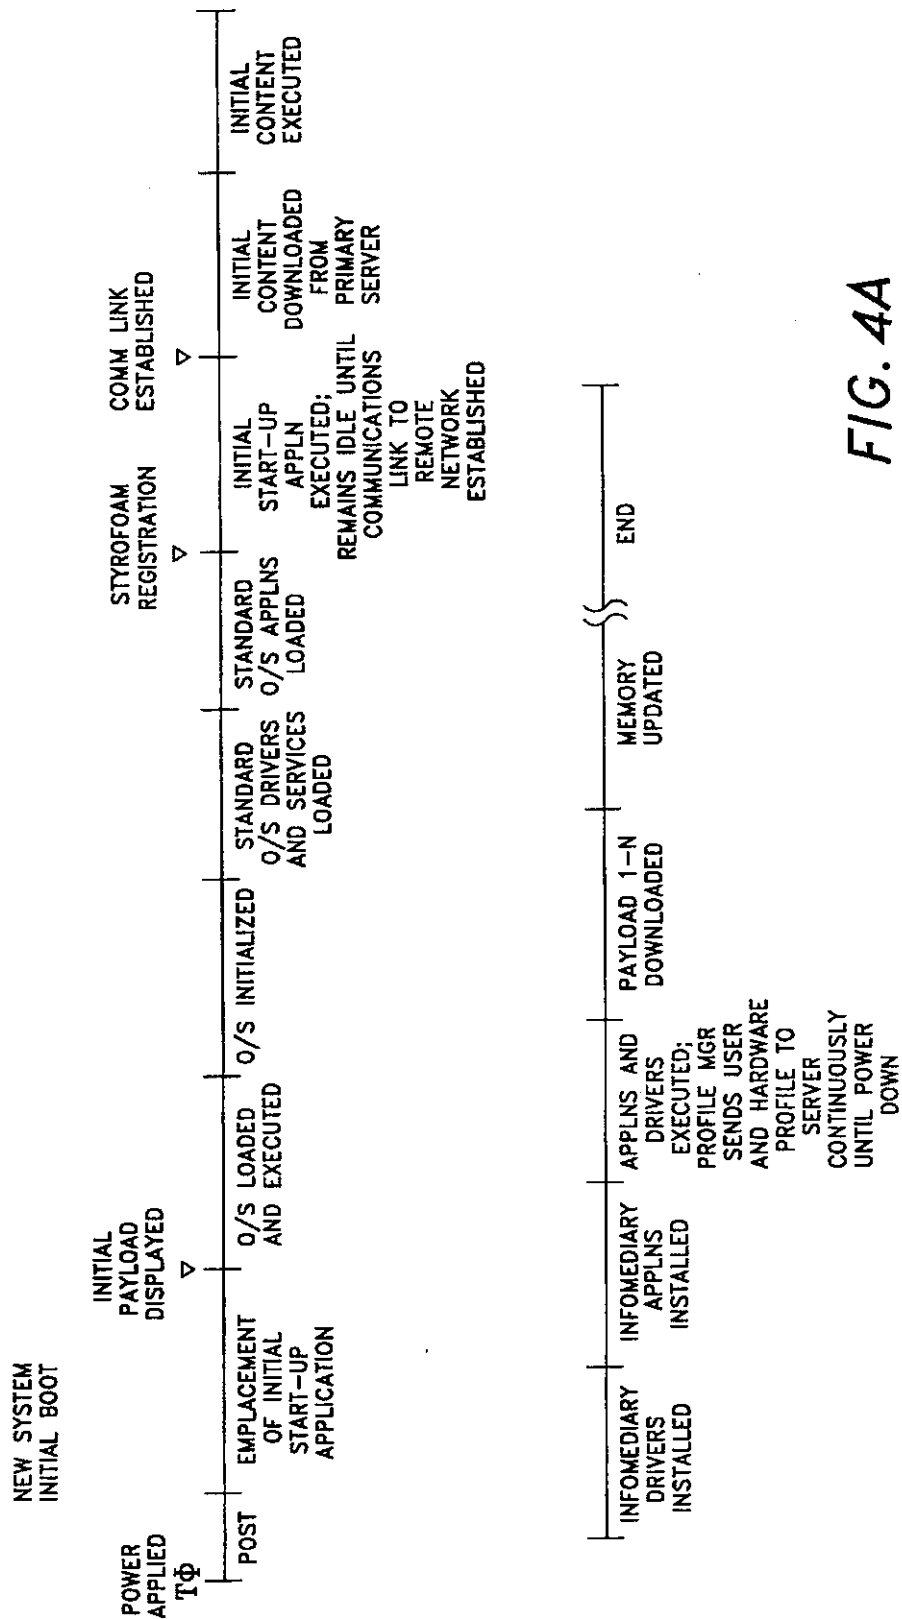 NEW SYSTEM
INITIAL BOOT
POWER
APPLIED
TΦ
INITIAL
PAYLOAD
DISPLAYED
STYROFOAM
REGISTRATION
COMM LINK
ESTABLISHED
POST
EMPLACEMENT
OF INITIAL
START-UP
APPLICATION
O/S LOADED
AND EXECUTED
O/S INITIALIZED
STANDARD
O/S DRIVERS
AND SERVICES
LOADED
STANDARD
O/S APPLNS
LOADED
INITIAL
START-UP
APPLN
EXECUTED;
REMAINS IDLE UNTIL
COMMUNICATIONS
LINK TO
REMOTE
NETWORK
ESTABLISHED
INITIAL
CONTENT
DOWNLOADED
FROM
PRIMARY
SERVER
INITIAL
CONTENT
EXECUTED
INFOMEDIARY
DRIVERS
INSTALLED
INFOMEDIARY
APPLNS
INSTALLED
APPLNS AND
DRIVERS
EXECUTED;
PROFILE MGR
SENDS USER
AND HARDWARE
PROFILE TO
SERVER
CONTINUOUSLY
UNTIL POWER
DOWN
PAYLOAD 1-N
DOWNLOADED
MEMORY
UPDATED
END
FIG. 4A